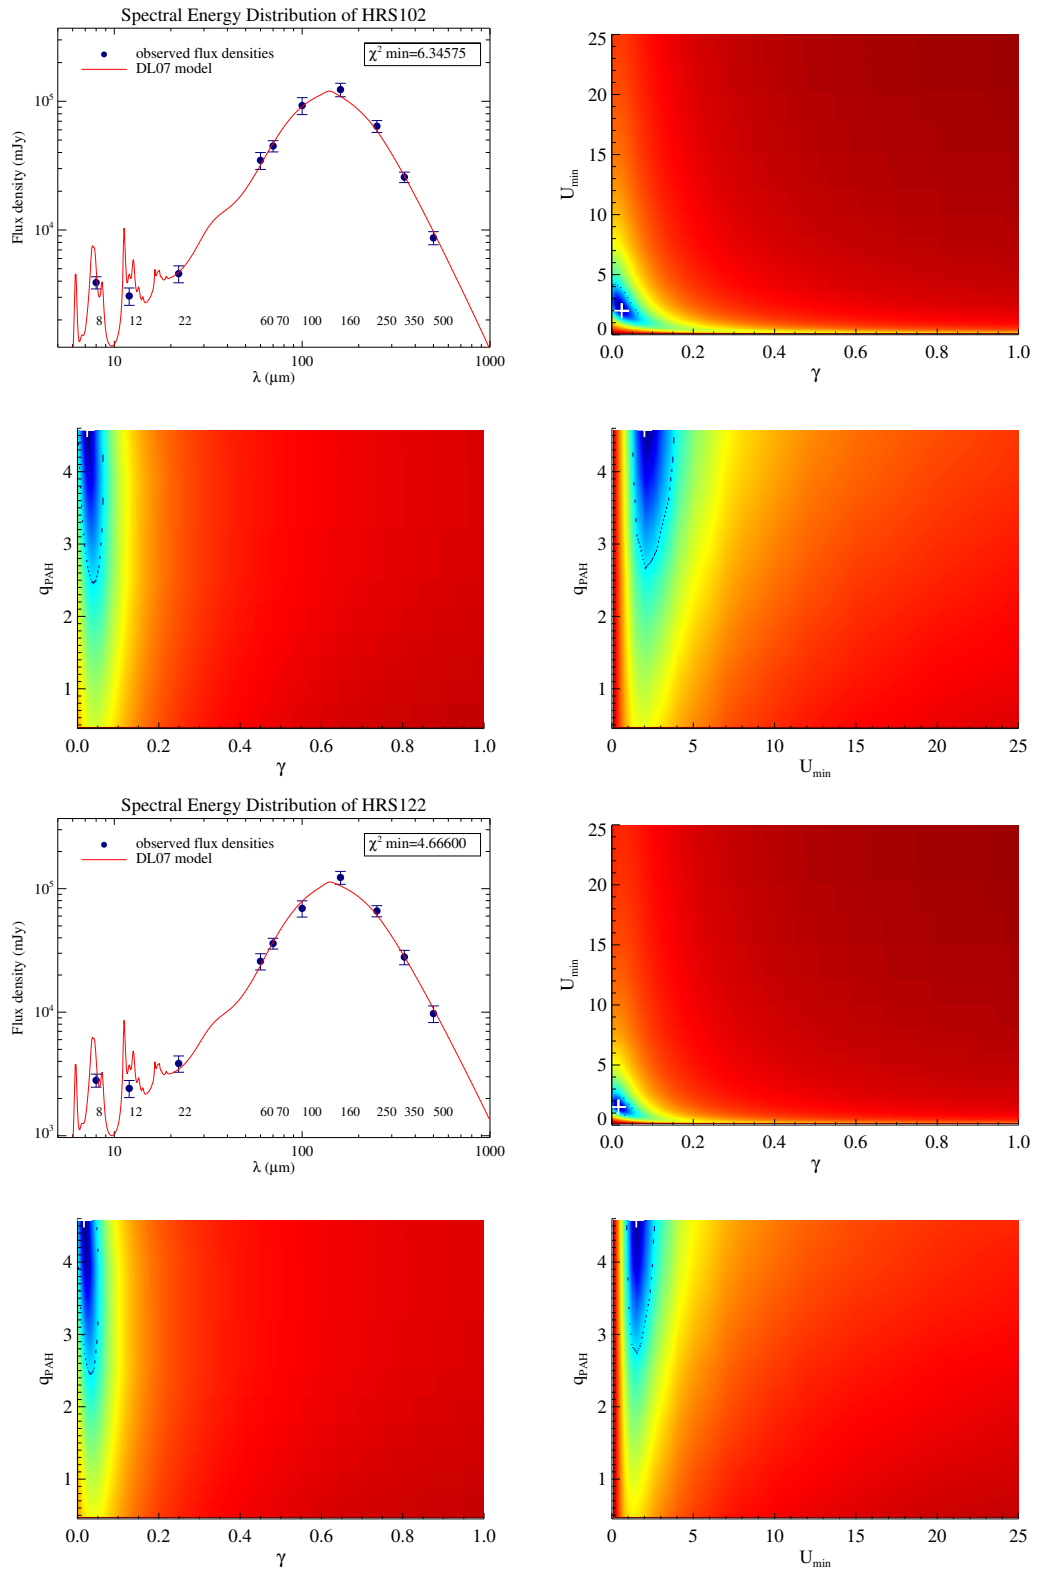 Spectral Energy Distribution of HRS102
observed flux densities
DL07 model
χ² min=6.34575
Flux density (mJy)
10⁵
10⁴
8 12 22 60 70 100 160 250 350 500
10 100 1000
λ (μm)
25
20
15
10
5
0
U_min
0.0 0.2 0.4 0.6 0.8 1.0
γ
4
3
2
1
q_PAH
0.0 0.2 0.4 0.6 0.8 1.0
γ
4
3
2
1
q_PAH
0 5 10 15 20 25
U_min
Spectral Energy Distribution of HRS122
observed flux densities
DL07 model
χ² min=4.66600
Flux density (mJy)
10⁵
10⁴
10³
8 12 22 60 70 100 160 250 350 500
10 100 1000
λ (μm)
25
20
15
10
5
0
U_min
0.0 0.2 0.4 0.6 0.8 1.0
γ
4
3
2
1
q_PAH
0.0 0.2 0.4 0.6 0.8 1.0
γ
4
3
2
1
q_PAH
0 5 10 15 20 25
U_min